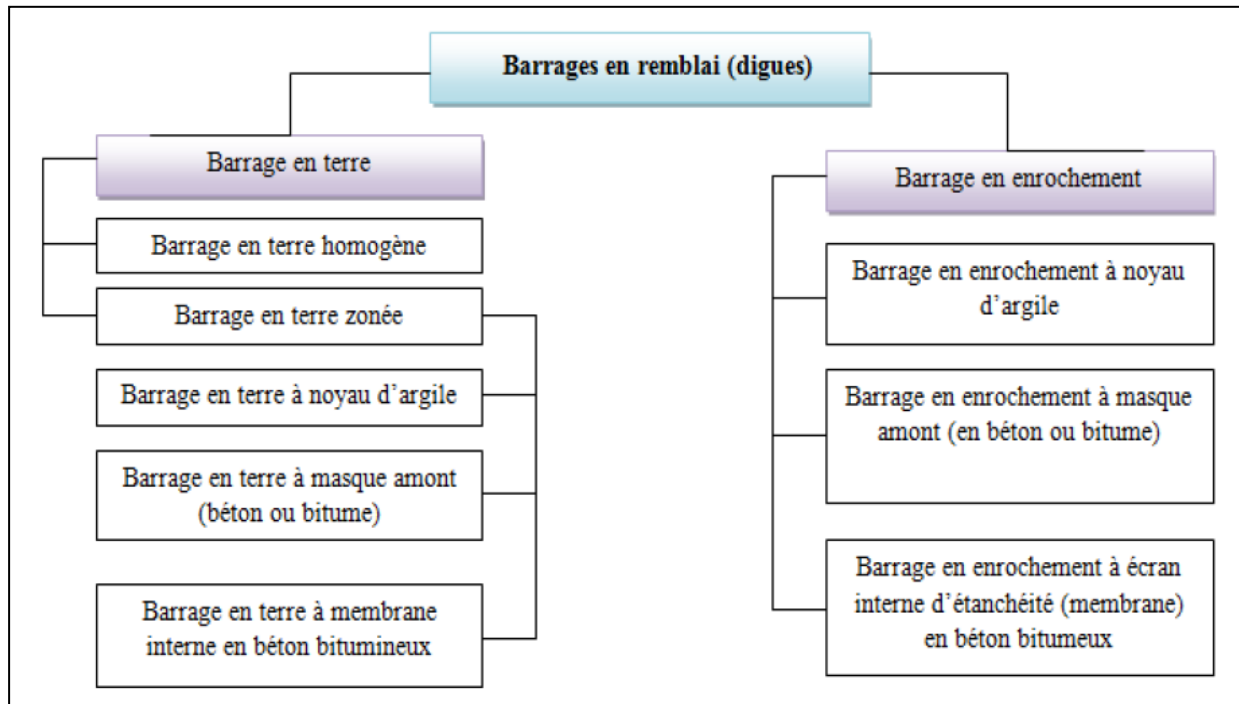 Barrages en remblai (digues)
Barrage en terre
Barrage en terre homogène
Barrage en terre zonée
Barrage en terre à noyau d’argile
Barrage en terre à masque amont
(béton ou bitume)
Barrage en terre à membrane
interne en béton bitumineux
Barrage en enrochement
Barrage en enrochement à noyau
d’argile
Barrage en enrochement à masque
amont (en béton ou bitume)
Barrage en enrochement à écran
interne d’étanchéité (membrane)
en béton bitumeux